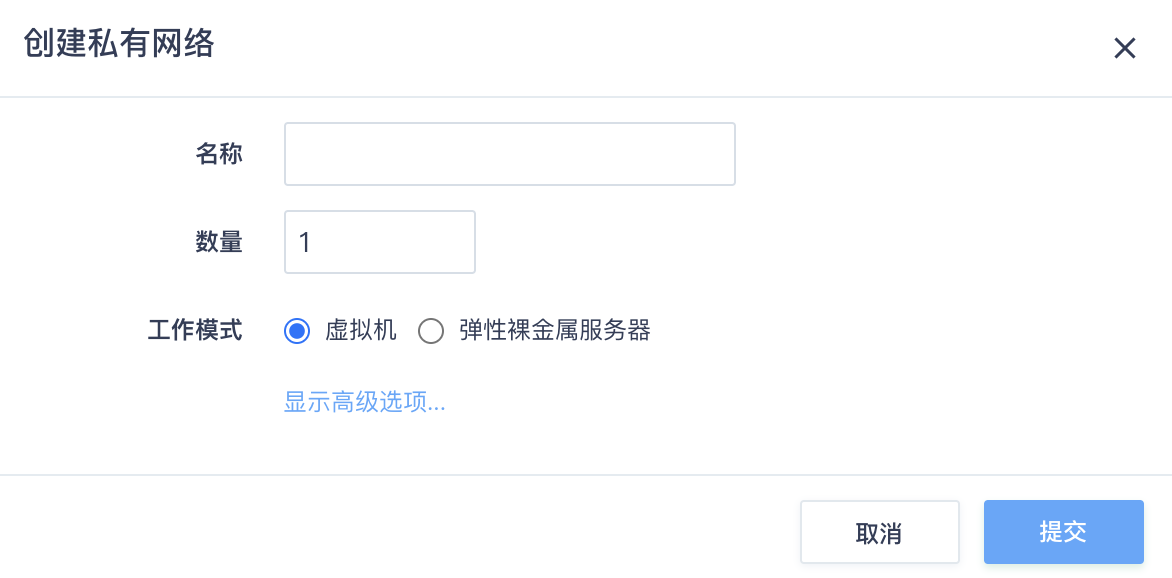 创建私有网络
名称
数量 1
工作模式 虚拟机 弹性裸金属服务器
显示高级选项...
取消 提交